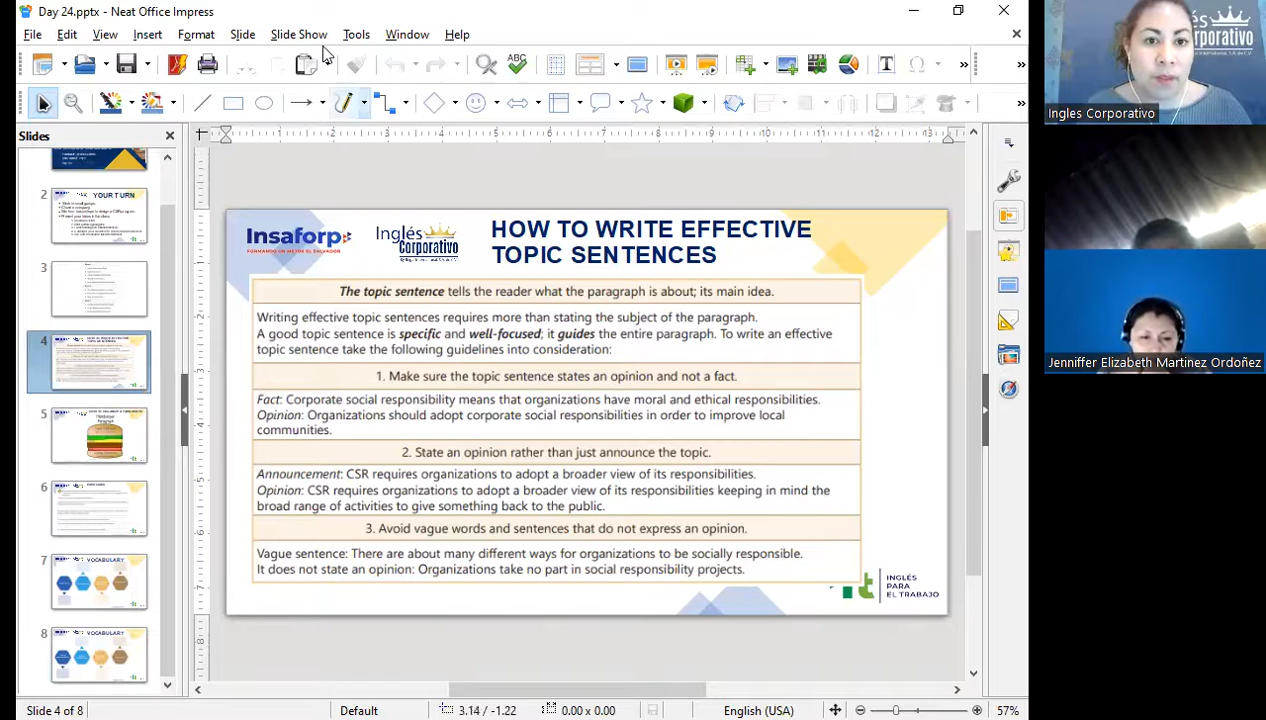 Day 24.pptx - Neat Office Impress
File Edit View Insert Format Slide Slide Show Tools Window Help
Slides
2
YOUR TURN
3
4
5
6
7
VOCABULARY
8
VOCABULARY
Insaforp
Inglés Corporativo
HOW TO WRITE EFFECTIVE
TOPIC SENTENCES
The topic sentence tells the reader what the paragraph is about; its main idea.
Writing effective topic sentences requires more than stating the subject of the paragraph.
A good topic sentence is specific and well-focused; it guides the entire paragraph. To write an effective
topic sentence take the following guidelines into consideration:
1. Make sure the topic sentence states an opinion and not a fact.
Fact: Corporate social responsibility means that organizations have moral and ethical responsibilities.
Opinion: Organizations should adopt corporate social responsibilities in order to improve local
communities.
2. State an opinion rather than just announce the topic.
Announcement: CSR requires organizations to adopt a broader view of its responsibilities.
Opinion: CSR requires organizations to adopt a broader view of its responsibilities keeping in mind the
broad range of activities to give something back to the public.
3. Avoid vague words and sentences that do not express an opinion.
Vague sentence: There are about many different ways for organizations to be socially responsible.
It does not state an opinion: Organizations take no part in social responsibility projects.
INGLÉS
PARA
EL TRABAJO
Slide 4 of 8
Default
3.14 / -1.22
0.00 x 0.00
English (USA)
57%
Ingles Corporativo
Jenniffer Elizabeth Martinez Ordoñez